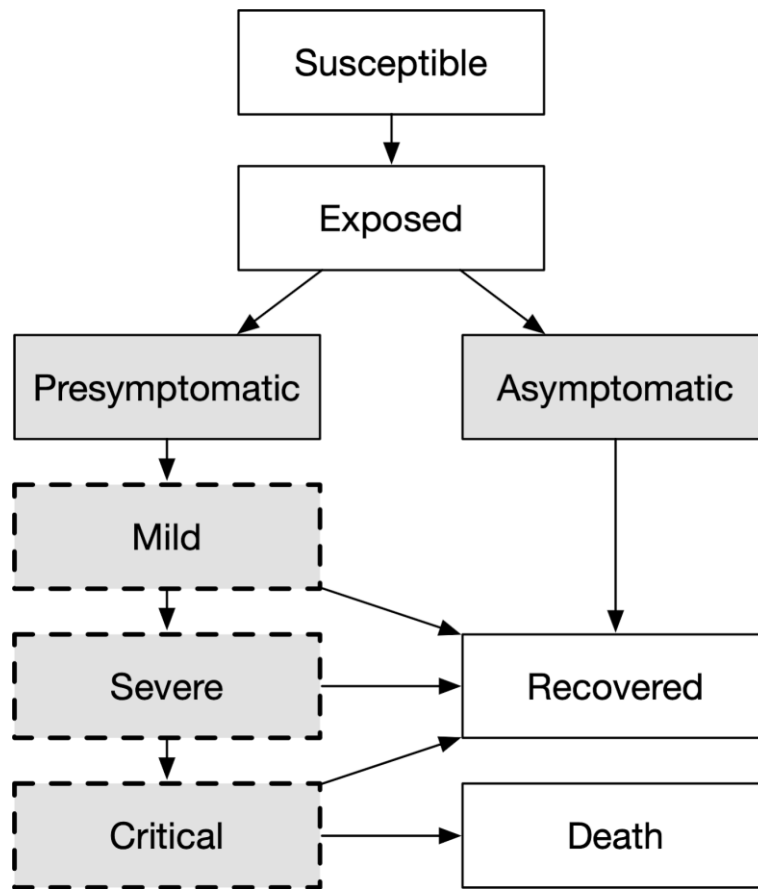 Susceptible
Exposed
Presymptomatic
Asymptomatic
Mild
Severe
Recovered
Critical
Death